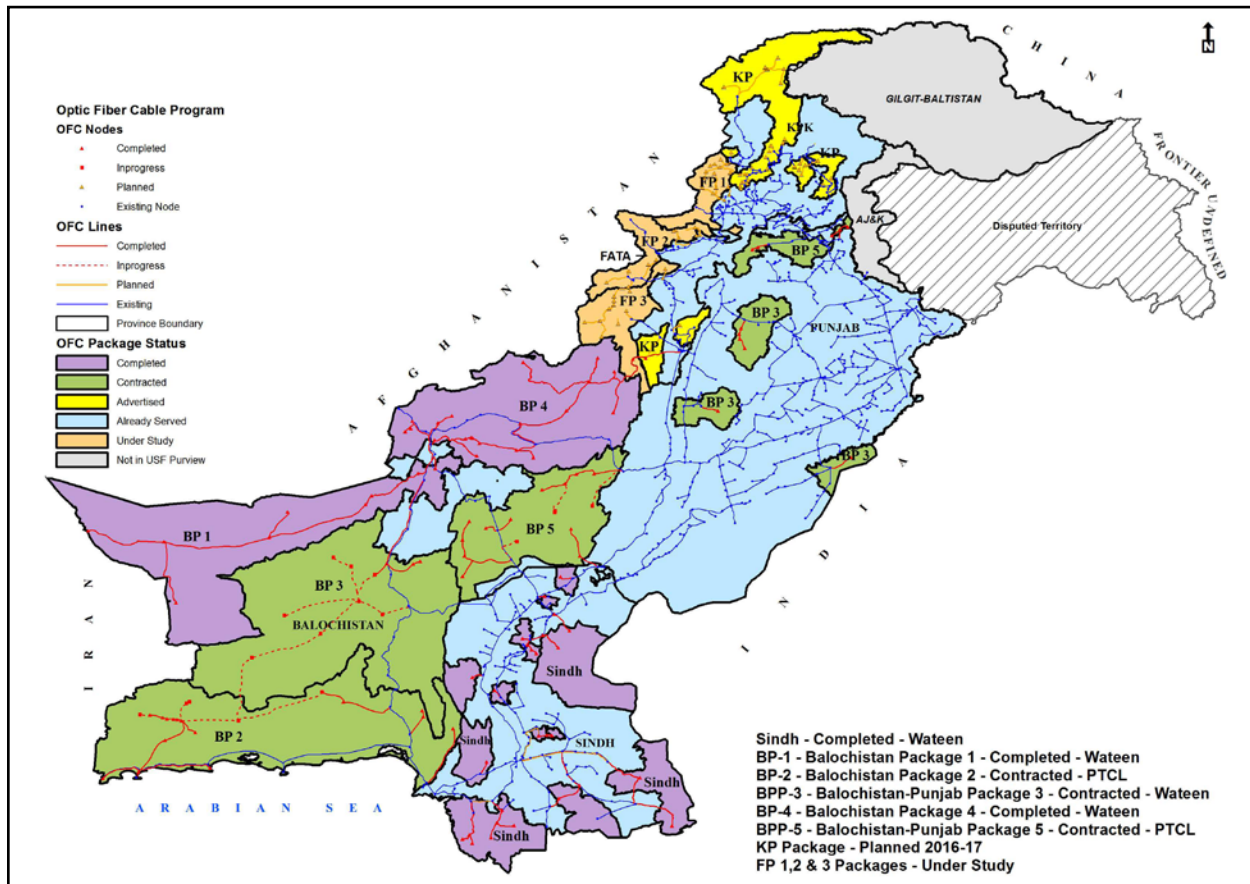 N
CHINA
KP
GILGIT-BALTISTAN
Optic Fiber Cable Program
OFC Nodes
Completed
Inprogress
Planned
Existing Node
OFC Lines
Completed
Inprogress
Planned
Existing
Province Boundary
OFC Package Status
Completed
Contracted
Advertised
Already Served
Under Study
Not in USF Purview
KPK
KP
FRONTIER UNDEFINED
FP 1
AJ&K
Disputed Territory
FP 2
FATA
BP 5
AFGHANISTAN
FP 3
BP 3
PUNJAB
KP
BP 4
BP 3
BP 3
BP 1
BP 5
INDIA
BP 3
BALOCHISTAN
IRAN
Sindh
BP 2
Sindh
SINDH
Sindh
ARABIAN SEA
Sindh
Sindh - Completed - Wateen
BP-1 - Balochistan Package 1 - Completed - Wateen
BP-2 - Balochistan Package 2 - Contracted - PTCL
BPP-3 - Balochistan-Punjab Package 3 - Contracted - Wateen
BP-4 - Balochistan Package 4 - Completed - Wateen
BPP-5 - Balochistan-Punjab Package 5 - Contracted - PTCL
KP Package - Planned 2016-17
FP 1,2 & 3 Packages - Under Study